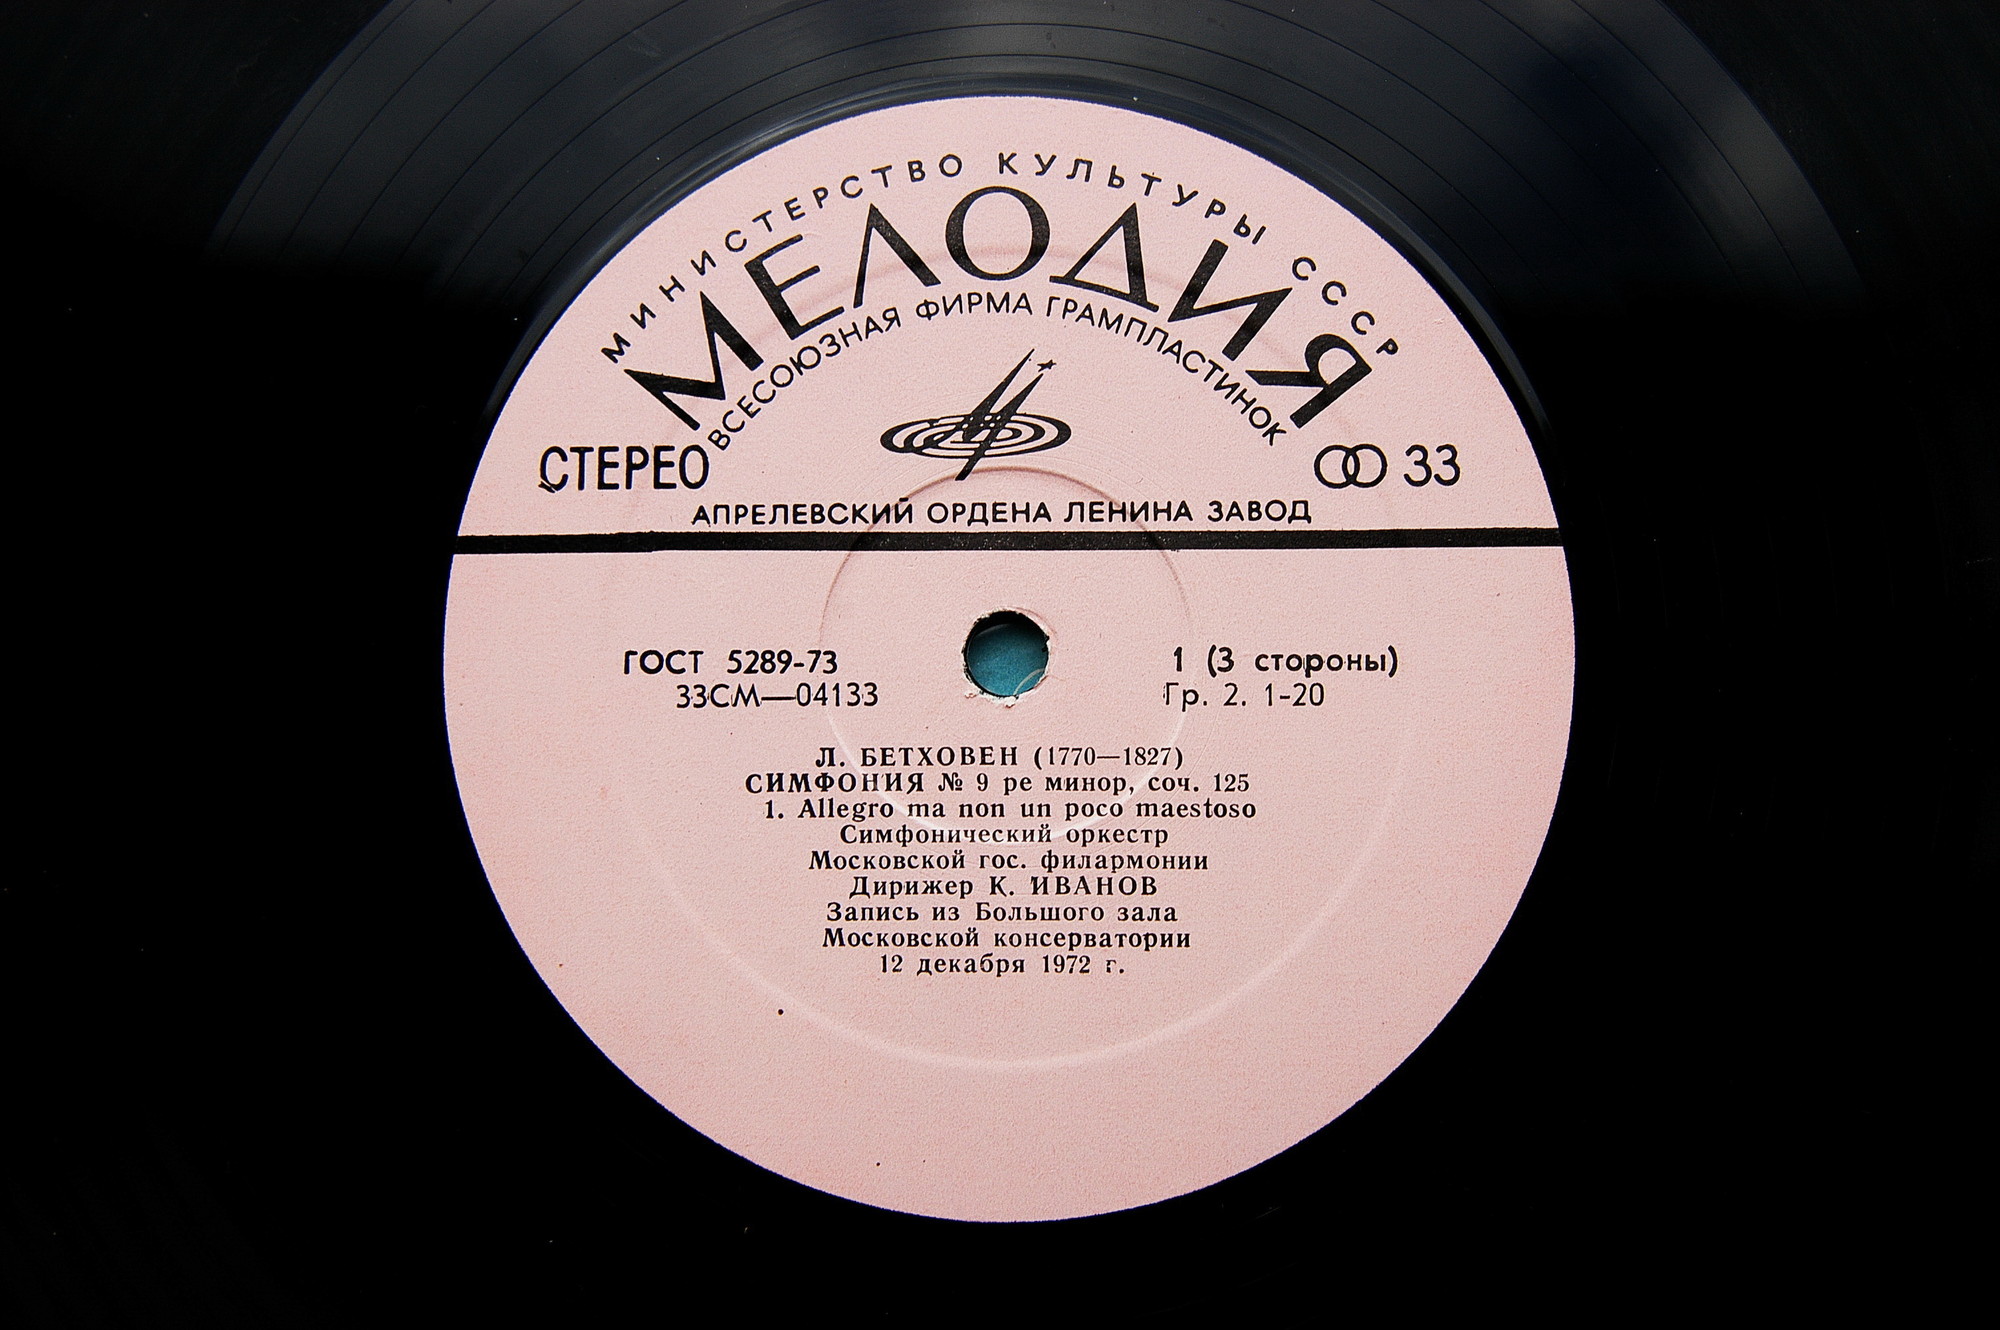 МИНИСТЕРСТВО КУЛЬТУРЫ СССР
МЕЛОДИЯ
ВСЕСОЮЗНАЯ ФИРМА ГРАМПЛАСТИНОК
СТЕРЕО
33
АПРЕЛЕВСКИЙ ОРДЕНА ЛЕНИНА ЗАВОД
ГОСТ 5289-73
33СМ—04133
1 (3 стороны)
Гр. 2. 1-20
Л. БЕТХОВЕН (1770—1827)
СИМФОНИЯ № 9 ре минор, соч. 125
1. Allegro ma non un poco maestoso
Симфонический оркестр
Московской гос. филармонии
Дирижер К. ИВАНОВ
Запись из Большого зала
Московской консерватории
12 декабря 1972 г.